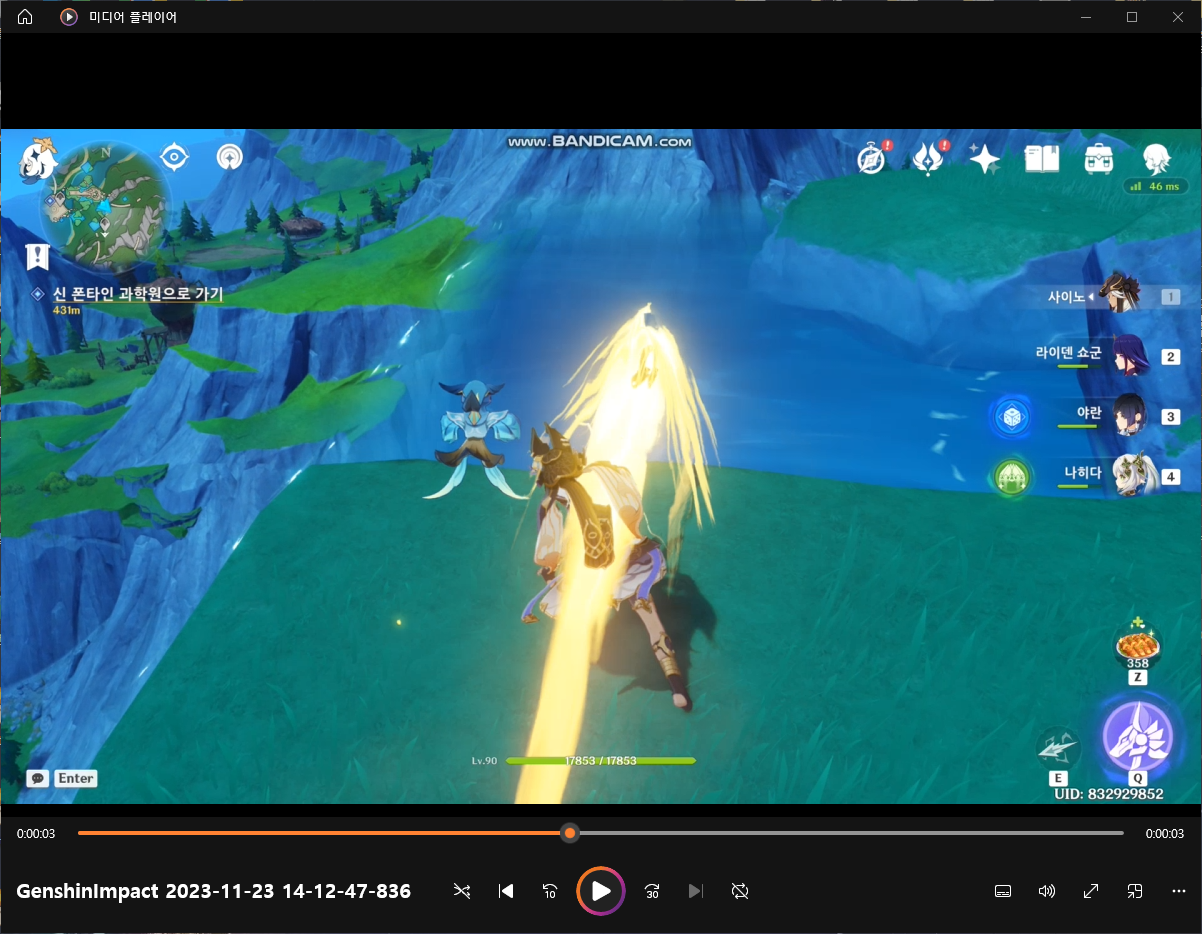 미디어 플레이어
www.BANDICAM.com
N
46 ms
신 폰타인 과학원으로 가기
431m
사이노 1
라이덴 쇼군 2
야란 3
나히다 4
358
Z
Lv.90 17853 / 17853
Enter
E Q
UID: 832929852
0:00:03 0:00:03
GenshinImpact 2023-11-23 14-12-47-836
10 30